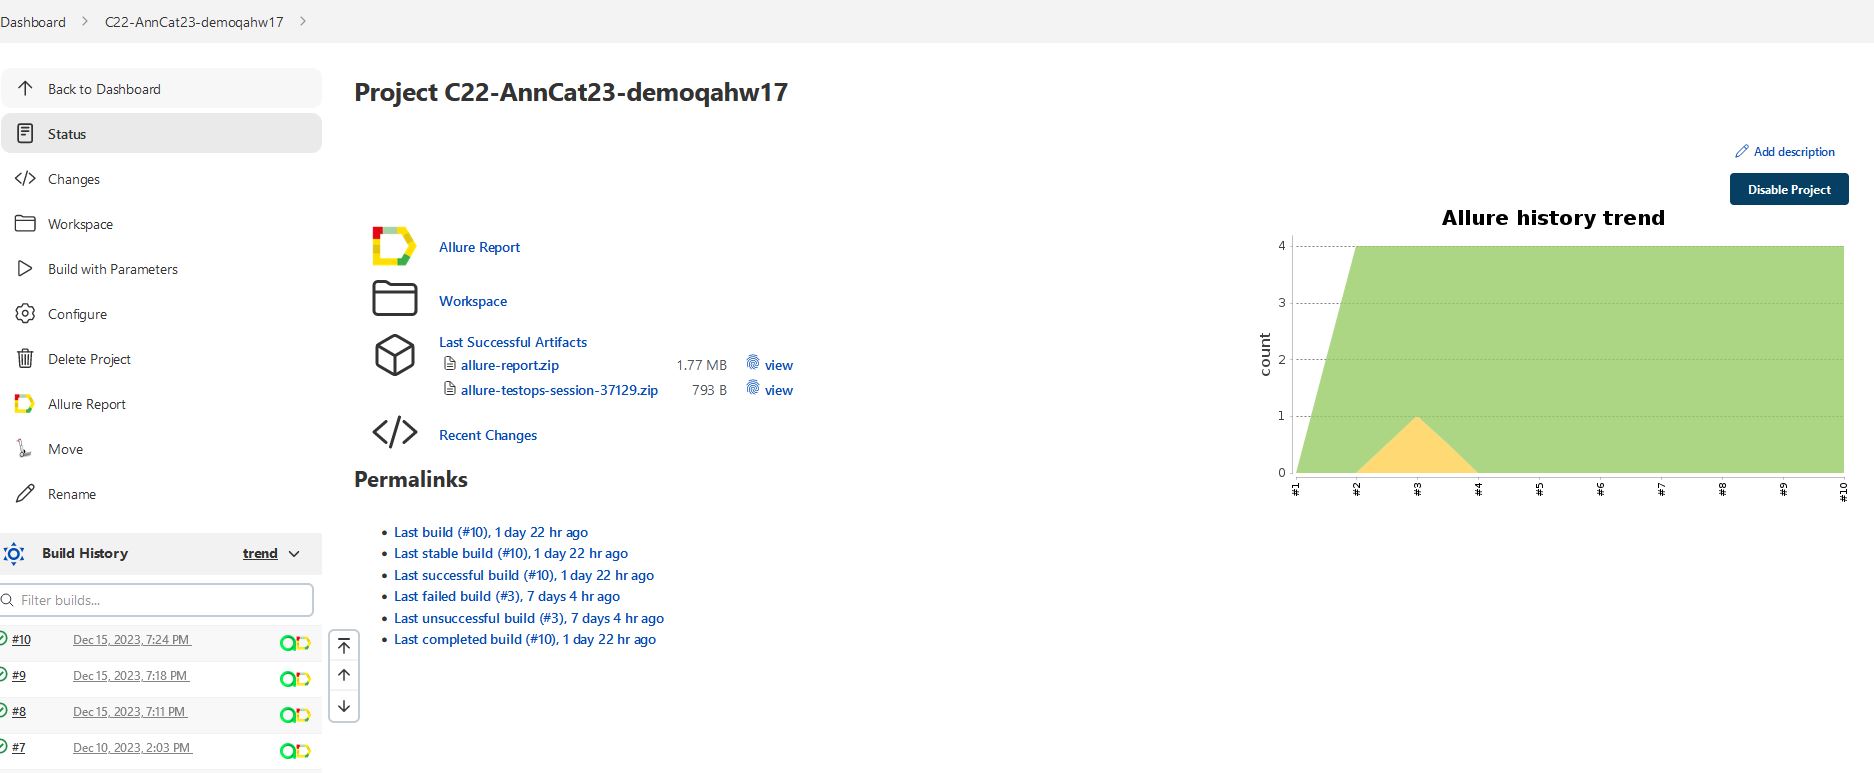 Dashboard > C22-AnnCat23-demoqahw17 >
Back to Dashboard
Status
Changes
Workspace
Build with Parameters
Configure
Delete Project
Allure Report
Move
Rename
Build History trend
Filter builds...
#10 Dec 15, 2023, 7:24 PM
#9 Dec 15, 2023, 7:18 PM
#8 Dec 15, 2023, 7:11 PM
#7 Dec 10, 2023, 2:03 PM
Project C22-AnnCat23-demoqahw17
Add description
Disable Project
Allure Report
Workspace
Last Successful Artifacts
allure-report.zip 1.77 MB view
allure-testops-session-37129.zip 793 B view
Recent Changes
Permalinks
• Last build (#10), 1 day 22 hr ago
• Last stable build (#10), 1 day 22 hr ago
• Last successful build (#10), 1 day 22 hr ago
• Last failed build (#3), 7 days 4 hr ago
• Last unsuccessful build (#3), 7 days 4 hr ago
• Last completed build (#10), 1 day 22 hr ago
Allure history trend
count
4
3
2
1
0
#1 #2 #3 #4 #5 #6 #7 #8 #9 #10